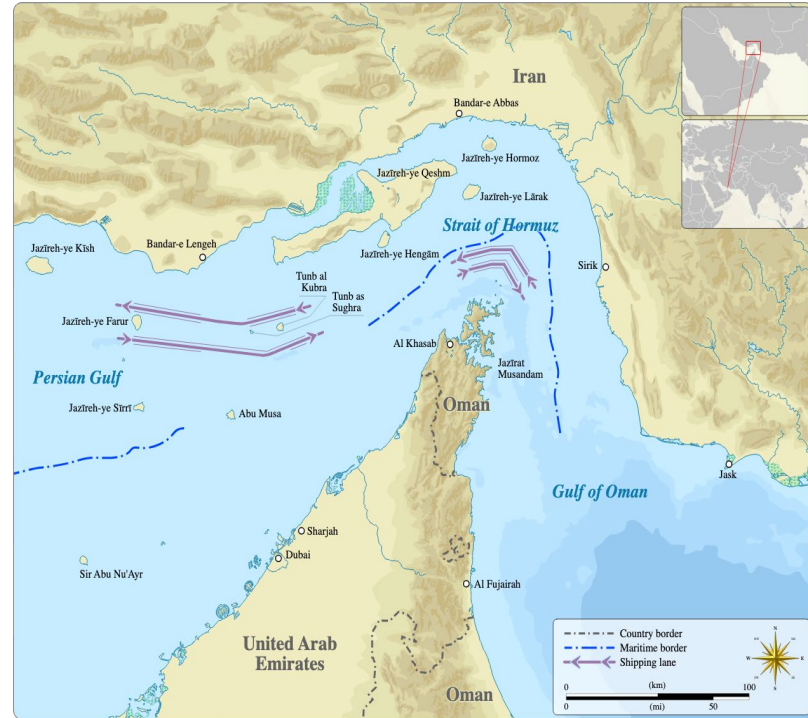 Iran
Bandar-e Abbas
Jazīreh-ye Hormoz
Jazīreh-ye Qeshm
Jazīreh-ye Lārak
Strait of Hormuz
Jazīreh-ye Kīsh
Bandar-e Lengeh
Jazīreh-ye Hengām
Sirik
Tunb al
Kubra
Tunb as
Sughra
Jazīreh-ye Farur
Al Khasab
Persian Gulf
Jazīrat
Musandam
Jazīreh-ye Sīrrī
Abu Musa
Oman
Jask
Gulf of Oman
Sharjah
Dubai
Sir Abu Nu'Ayr
Al Fujairah
United Arab
Emirates
Oman
Country border
Maritime border
Shipping lane
N
W
E
S
(km)
0
100
0
50
(mi)